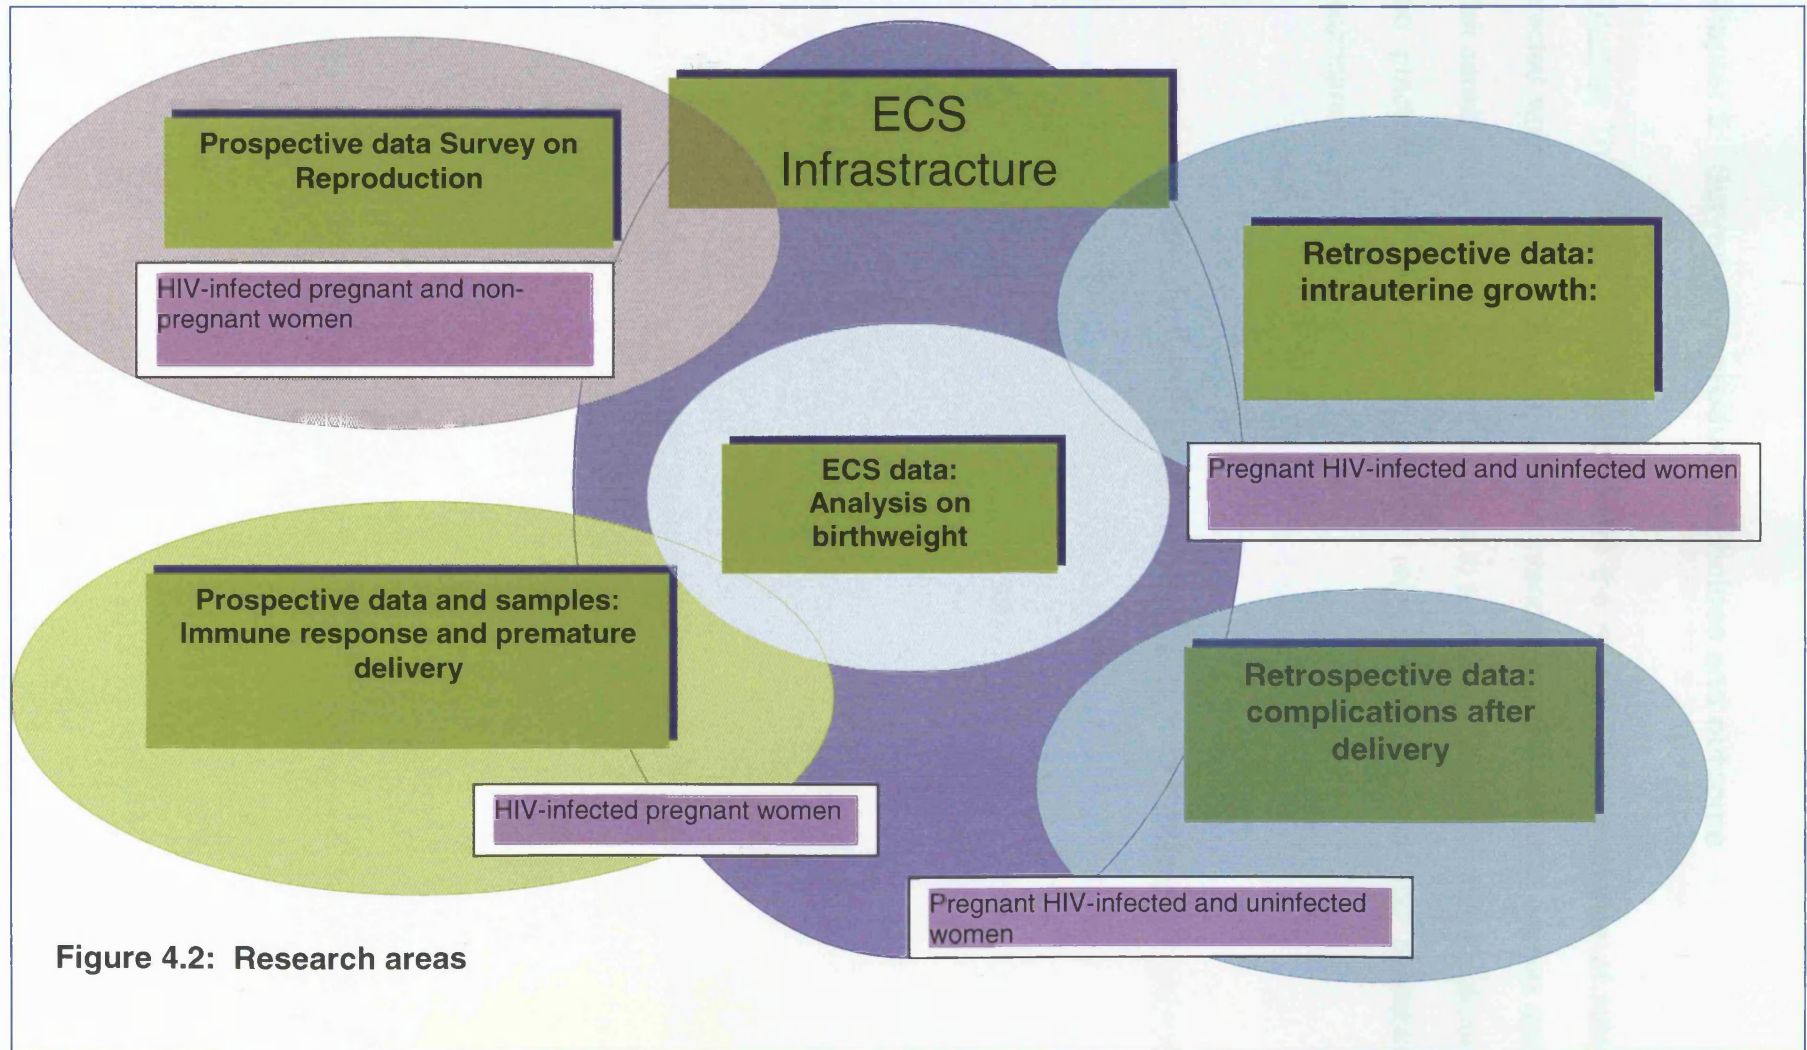 ECS
Infrastracture
Prospective data Survey on
Reproduction
HIV-infected pregnant and non-
pregnant women
Retrospective data:
intrauterine growth:
Pregnant HIV-infected and uninfected women
ECS data:
Analysis on
birthweight
Prospective data and samples:
Immune response and premature
delivery
HIV-infected pregnant women
Retrospective data:
complications after
delivery
Pregnant HIV-infected and uninfected
women
Figure 4.2: Research areas